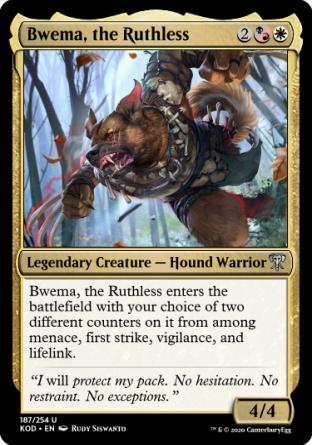 Bwema, the Ruthless 2
Legendary Creature — Hound Warrior
Bwema, the Ruthless enters the
battlefield with your choice of two
different counters on it from among
menace, first strike, vigilance, and
lifelink.
“I will protect my pack. No hesitation. No
restraint. No exceptions.”
4/4
187/254 U
KOD • EN RUDY SISWANTO
™ & © 2020 CanterburyEgg